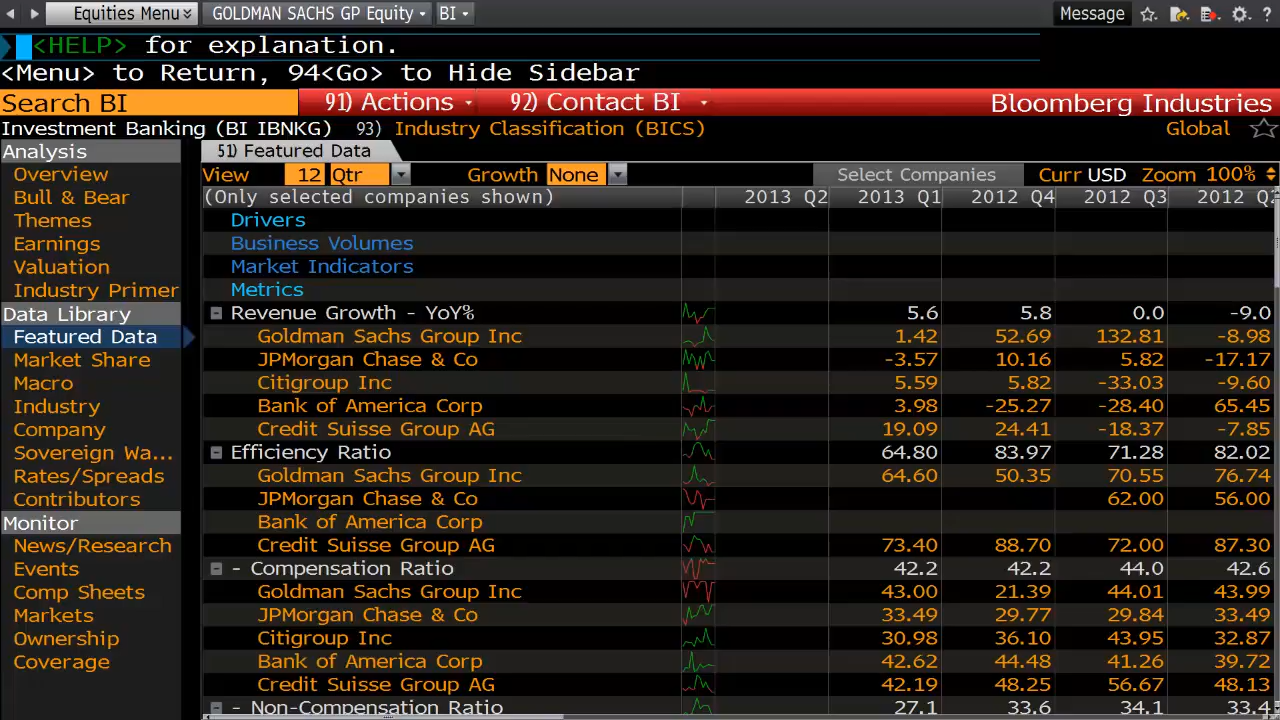 Equities Menu GOLDMAN SACHS GP Equity BI Message ?
<HELP> for explanation.
<Menu> to Return, 94<Go> to Hide Sidebar
Search BI 91) Actions 92) Contact BI Bloomberg Industries
Investment Banking (BI IBNKG) 93) Industry Classification (BICS) Global
Analysis
Overview
Bull & Bear
Themes
Earnings
Valuation
Industry Primer
Data Library
Featured Data
Market Share
Macro
Industry
Company
Sovereign Wa...
Rates/Spreads
Contributors
Monitor
News/Research
Events
Comp Sheets
Markets
Ownership
Coverage
51) Featured Data
View 12 Qtr Growth None Select Companies Curr USD Zoom 100%
(Only selected companies shown) 2013 Q2 2013 Q1 2012 Q4 2012 Q3 2012 Q2
Drivers
Business Volumes
Market Indicators
Metrics
Revenue Growth - YoY% 5.6 5.8 0.0 -9.0
Goldman Sachs Group Inc 1.42 52.69 132.81 -8.98
JPMorgan Chase & Co -3.57 10.16 5.82 -17.17
Citigroup Inc 5.59 5.82 -33.03 -9.60
Bank of America Corp 3.98 -25.27 -28.40 65.45
Credit Suisse Group AG 19.09 24.41 -18.37 -7.85
Efficiency Ratio 64.80 83.97 71.28 82.02
Goldman Sachs Group Inc 64.60 50.35 70.55 76.74
JPMorgan Chase & Co 62.00 56.00
Bank of America Corp
Credit Suisse Group AG 73.40 88.70 72.00 87.30
- Compensation Ratio 42.2 42.2 44.0 42.6
Goldman Sachs Group Inc 43.00 21.39 44.01 43.99
JPMorgan Chase & Co 33.49 29.77 29.84 33.49
Citigroup Inc 30.98 36.10 43.95 32.87
Bank of America Corp 42.62 44.48 41.26 39.72
Credit Suisse Group AG 42.19 48.25 56.67 48.13
- Non-Compensation Ratio 27.1 33.6 34.1 33.4